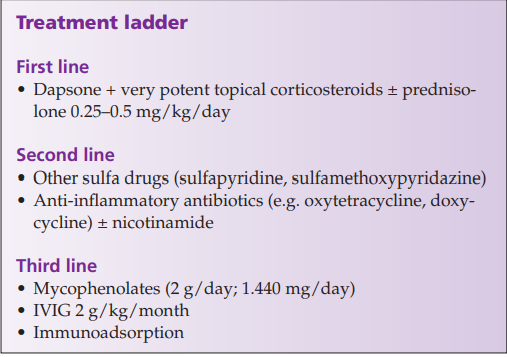 Treatment ladder
First line
• Dapsone + very potent topical corticosteroids ± predniso-
lone 0.25–0.5 mg/kg/day
Second line
• Other sulfa drugs (sulfapyridine, sulfamethoxypyridazine)
• Anti-inflammatory antibiotics (e.g. oxytetracycline, doxy-
cycline) ± nicotinamide
Third line
• Mycophenolates (2 g/day; 1.440 mg/day)
• IVIG 2 g/kg/month
• Immunoadsorption